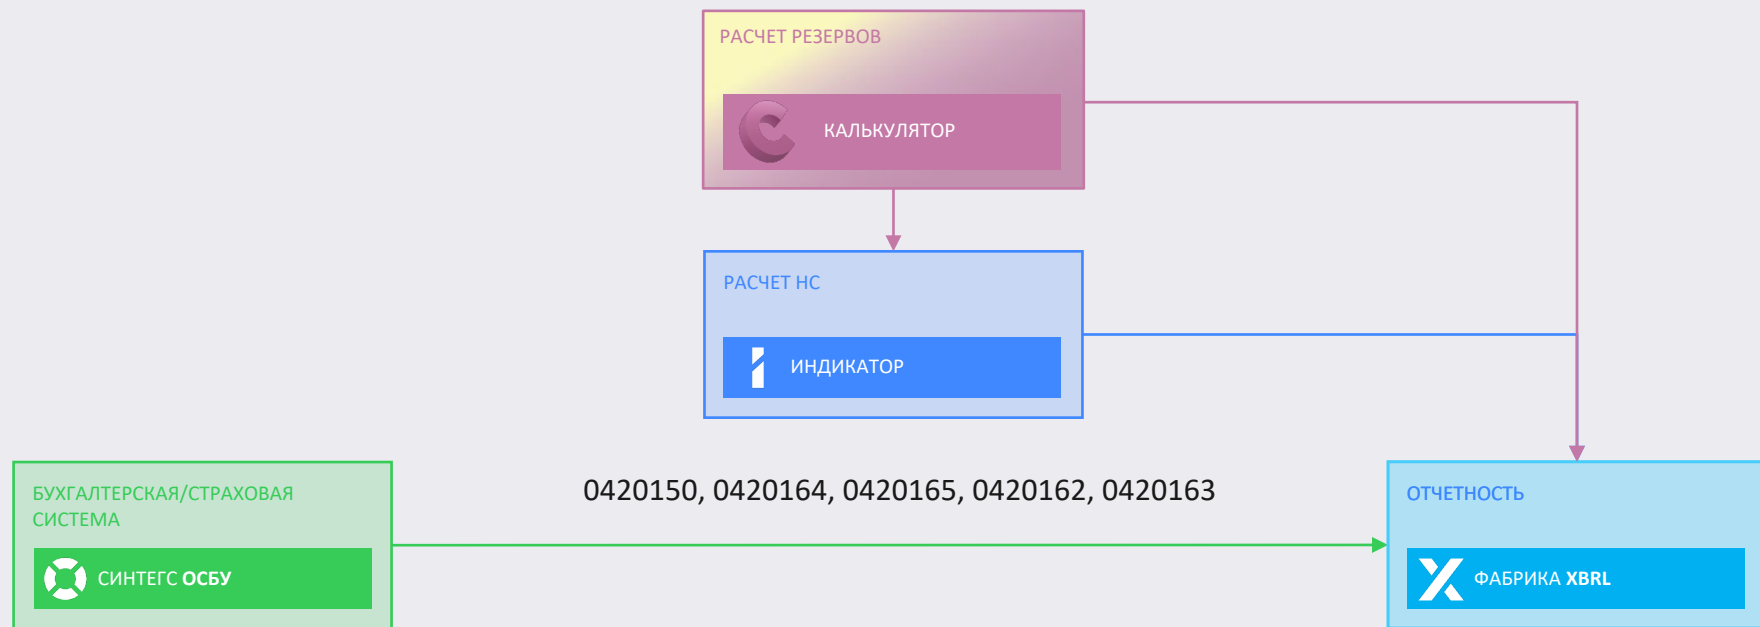 РАСЧЕТ РЕЗЕРВОВ
КАЛЬКУЛЯТОР
РАСЧЕТ НС
ИНДИКАТОР
БУХГАЛТЕРСКАЯ/СТРАХОВАЯ
СИСТЕМА
СИНТЕГС ОСБУ
0420150, 0420164, 0420165, 0420162, 0420163
ОТЧЕТНОСТЬ
ФАБРИКА XBRL